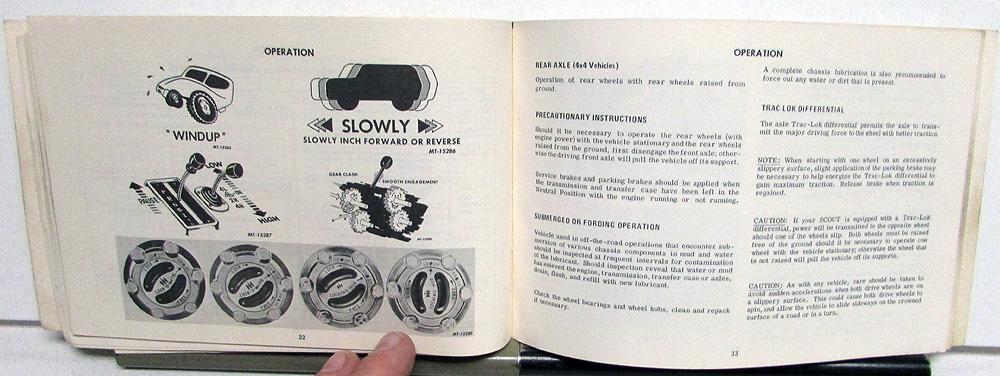 OPERATION
"WINDUP"
MT-15285
SLOWLY
SLOWLY INCH FORWARD OR REVERSE
MT-15286
LOW
PAUSE
2H
4H
HIGH
MT-15287
GEAR CLASH
SMOOTH ENGAGEMENT
MT-15289
32
OPERATION
REAR AXLE (4x4 Vehicles)
Operation of rear wheels with rear wheels raised from
ground.
PRECAUTIONARY INSTRUCTIONS
Should it be necessary to operate the rear wheels (with
engine power) with the vehicle stationary and the rear wheels
raised from the ground, first disengage the front axle; other-
wise the driving front axle will pull the vehicle off its support.
Service brakes and parking brakes should be applied when
the transmission and transfer case have been left in the
Neutral Position with the engine running or not running.
SUBMERGED OR FORDING OPERATION
Vehicle used in off-the-road operations that encounter sub-
mersion of various chassis components in mud and water
should be inspected at frequent intervals for contamination
of the lubricant. Should inspection reveal that water or mud
has entered the engine, transmission, transfer case or axles,
drain, flush, and refill with new lubricant.
Check the wheel bearings and wheel hubs, clean and repack
if necessary.
A complete chassis lubrication is also recommended to
force out any water or dirt that is present.
TRAC-LOK DIFFERENTIAL
The axle Trac-Lok differential permits the axle to trans-
mit the major driving force to the wheel with better traction.
NOTE: When starting with one wheel on an excessively
slippery surface, slight application of the parking brake may
be necessary to help energize the Trac-Lok differential to
gain maximum traction. Release brake when traction is
regained.
CAUTION: If your SCOUT is equipped with a Trac-Lok
differential, power will be transmitted to the opposite wheel
should one of the wheels slip. Both wheels must be raised
free of the ground should it be necessary to operate one
wheel with the vehicle stationary; otherwise the wheel that
is not raised will pull the vehicle off its supports.
CAUTION: As with any vehicle, care should be taken to
avoid sudden accelerations when both drive wheels are on
a slippery surface. This could cause both drive wheels to
spin, and allow the vehicle to slide sideways on the crowned
surface of a road or in a turn.
33